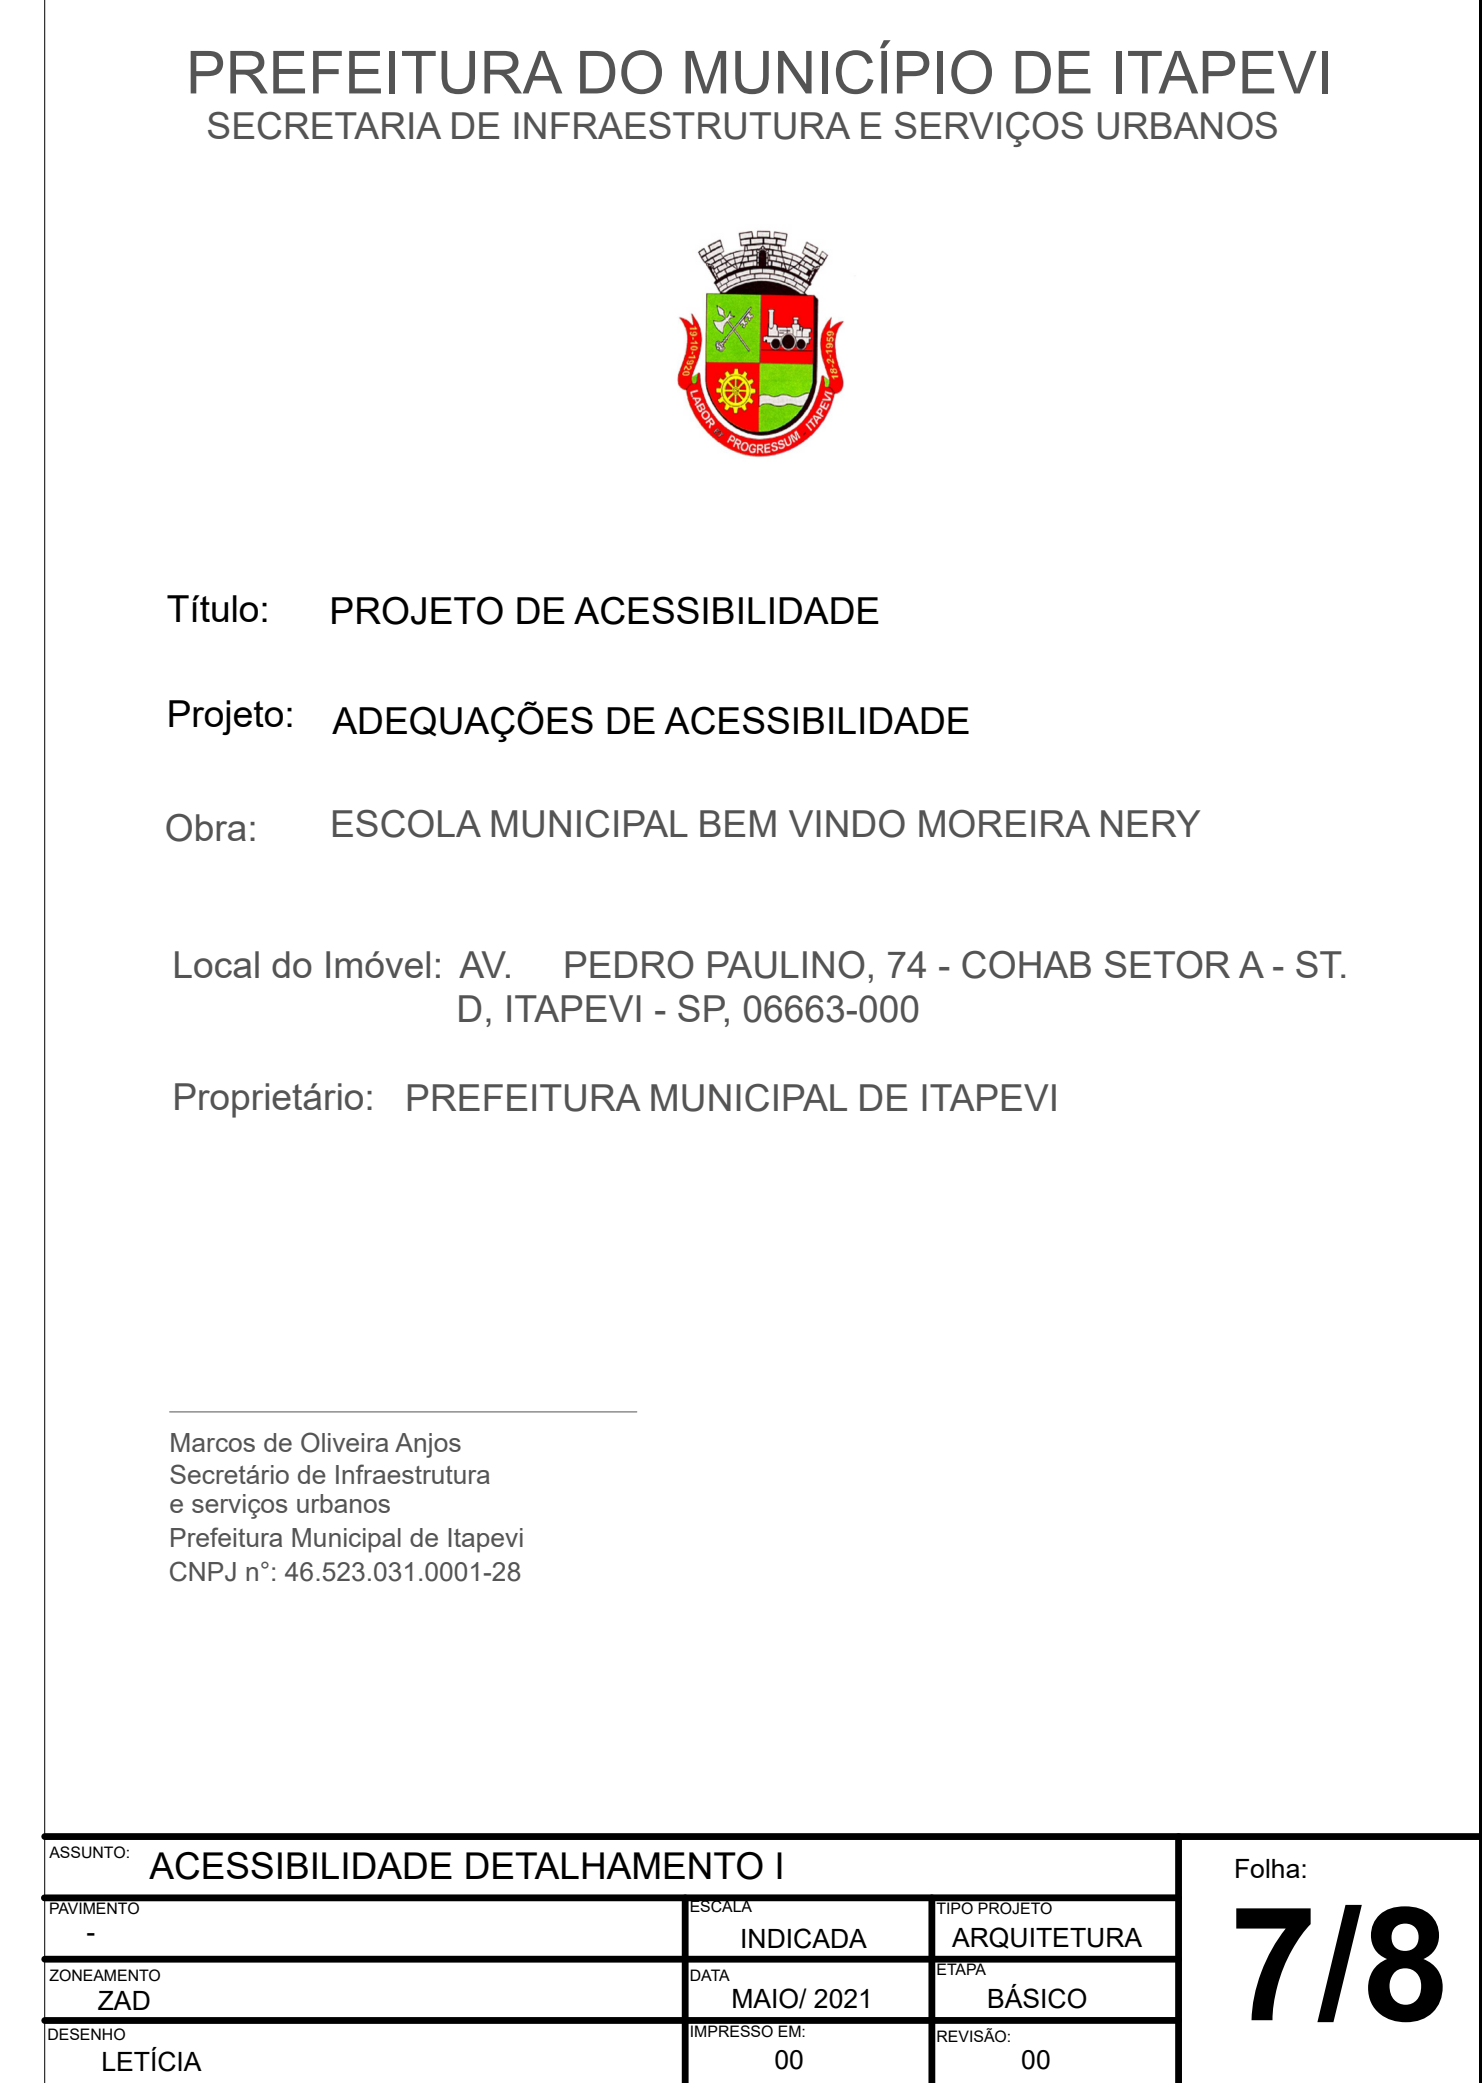 PREFEITURA DO MUNICÍPIO DE ITAPEVI
SECRETARIA DE INFRAESTRUTURA E SERVIÇOS URBANOS
19-10-1920
18-2-1959
LABOR PROGRESSUM ITAPEVI
Título: PROJETO DE ACESSIBILIDADE
Projeto: ADEQUAÇÕES DE ACESSIBILIDADE
Obra: ESCOLA MUNICIPAL BEM VINDO MOREIRA NERY
Local do Imóvel: AV. PEDRO PAULINO, 74 - COHAB SETOR A - ST.
D, ITAPEVI - SP, 06663-000
Proprietário: PREFEITURA MUNICIPAL DE ITAPEVI
Marcos de Oliveira Anjos
Secretário de Infraestrutura
e serviços urbanos
Prefeitura Municipal de Itapevi
CNPJ n°: 46.523.031.0001-28
ASSUNTO: ACESSIBILIDADE DETALHAMENTO I
Folha:
7/8
PAVIMENTO
-
ESCALA
INDICADA
TIPO PROJETO
ARQUITETURA
ZONEAMENTO
ZAD
DATA
MAIO/ 2021
ETAPA
BÁSICO
DESENHO
LETÍCIA
IMPRESSO EM:
00
REVISÃO:
00